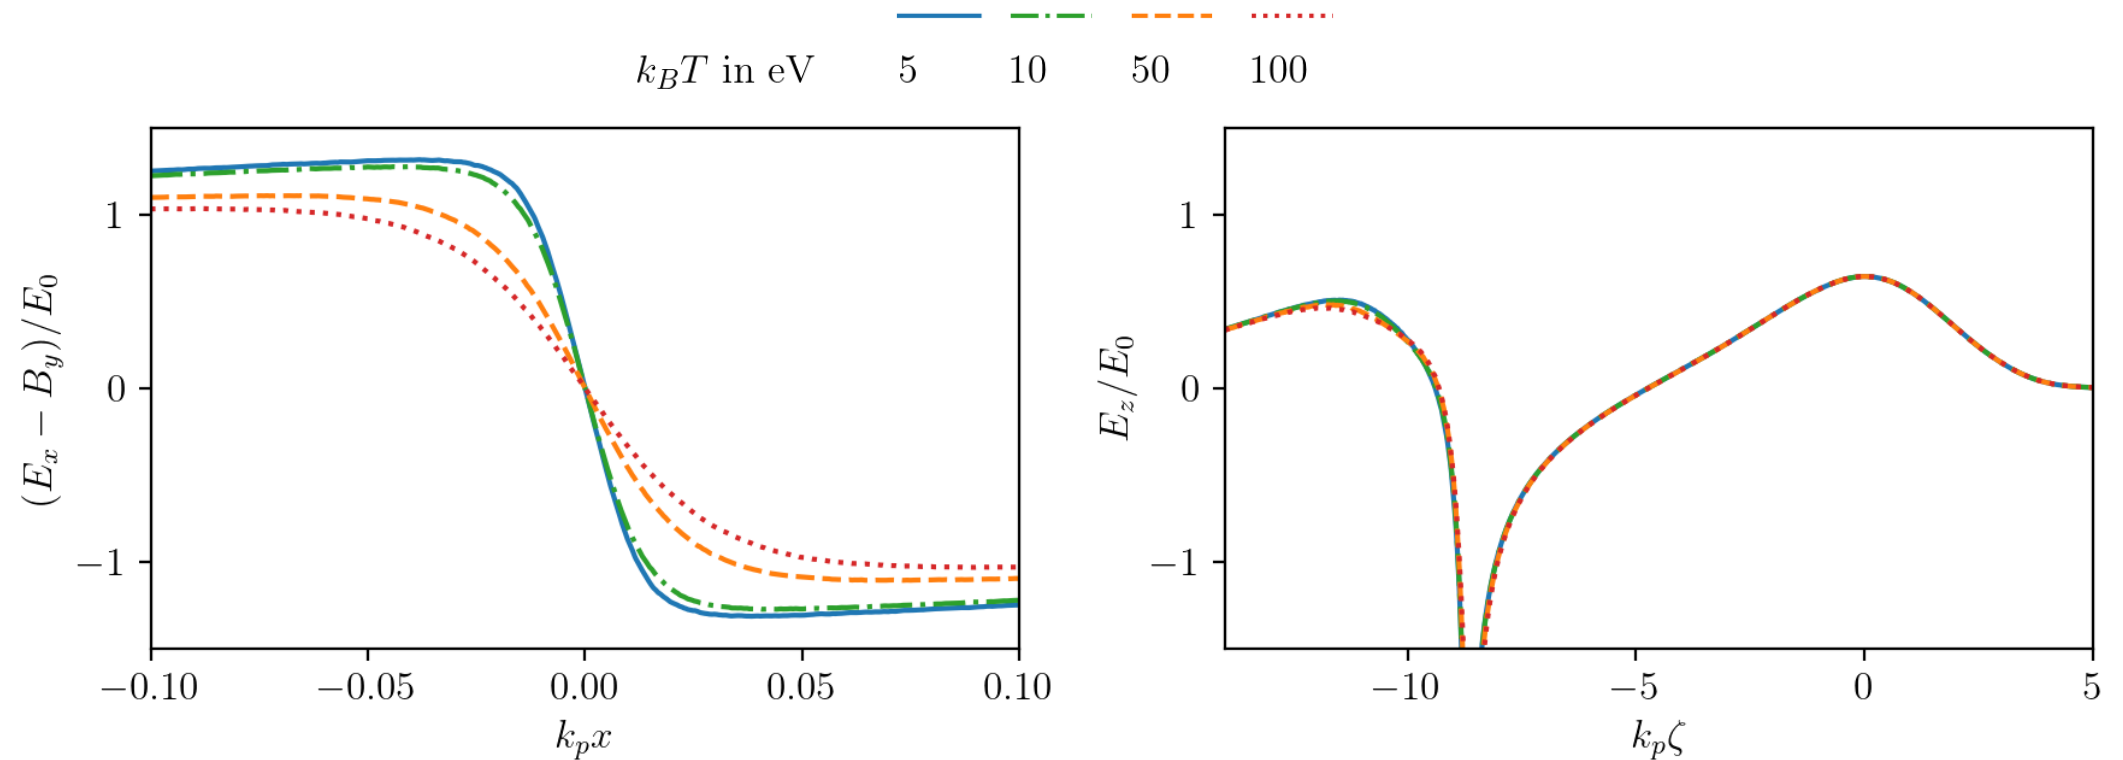 k_BT in eV 5 10 50 100
(E_x − B_y)/E_0
1
0
−1
−0.10 −0.05 0.00 0.05 0.10
k_px
E_z/E_0
1
0
−1
−10 −5 0 5
k_pζ